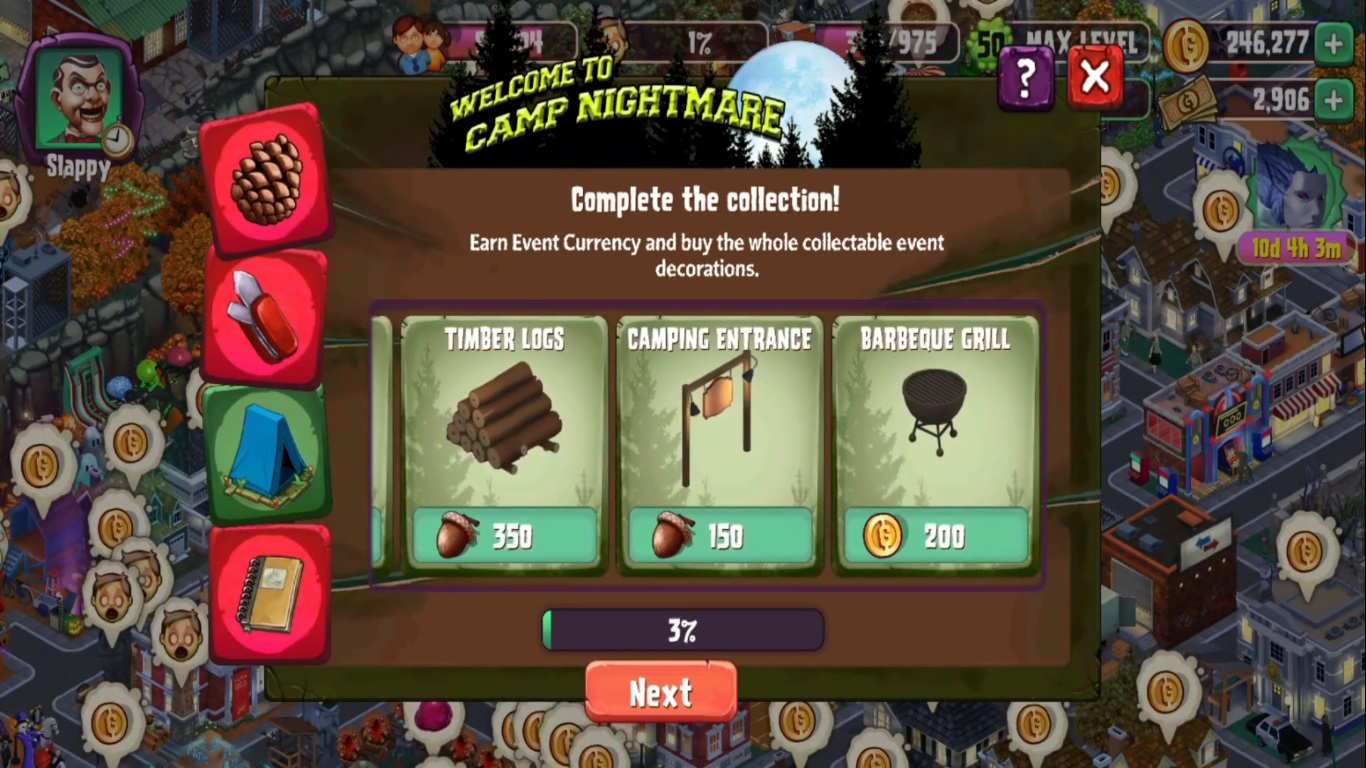 1%
/975
50
MAX LEVEL
246,277
+
2,906
+
Slappy
WELCOME TO
CAMP NIGHTMARE
?
X
10d 4h 3m
Complete the collection!
Earn Event Currency and buy the whole collectable event
decorations.
TIMBER LOGS
CAMPING ENTRANCE
BARBEQUE GRILL
350
150
200
3%
Next